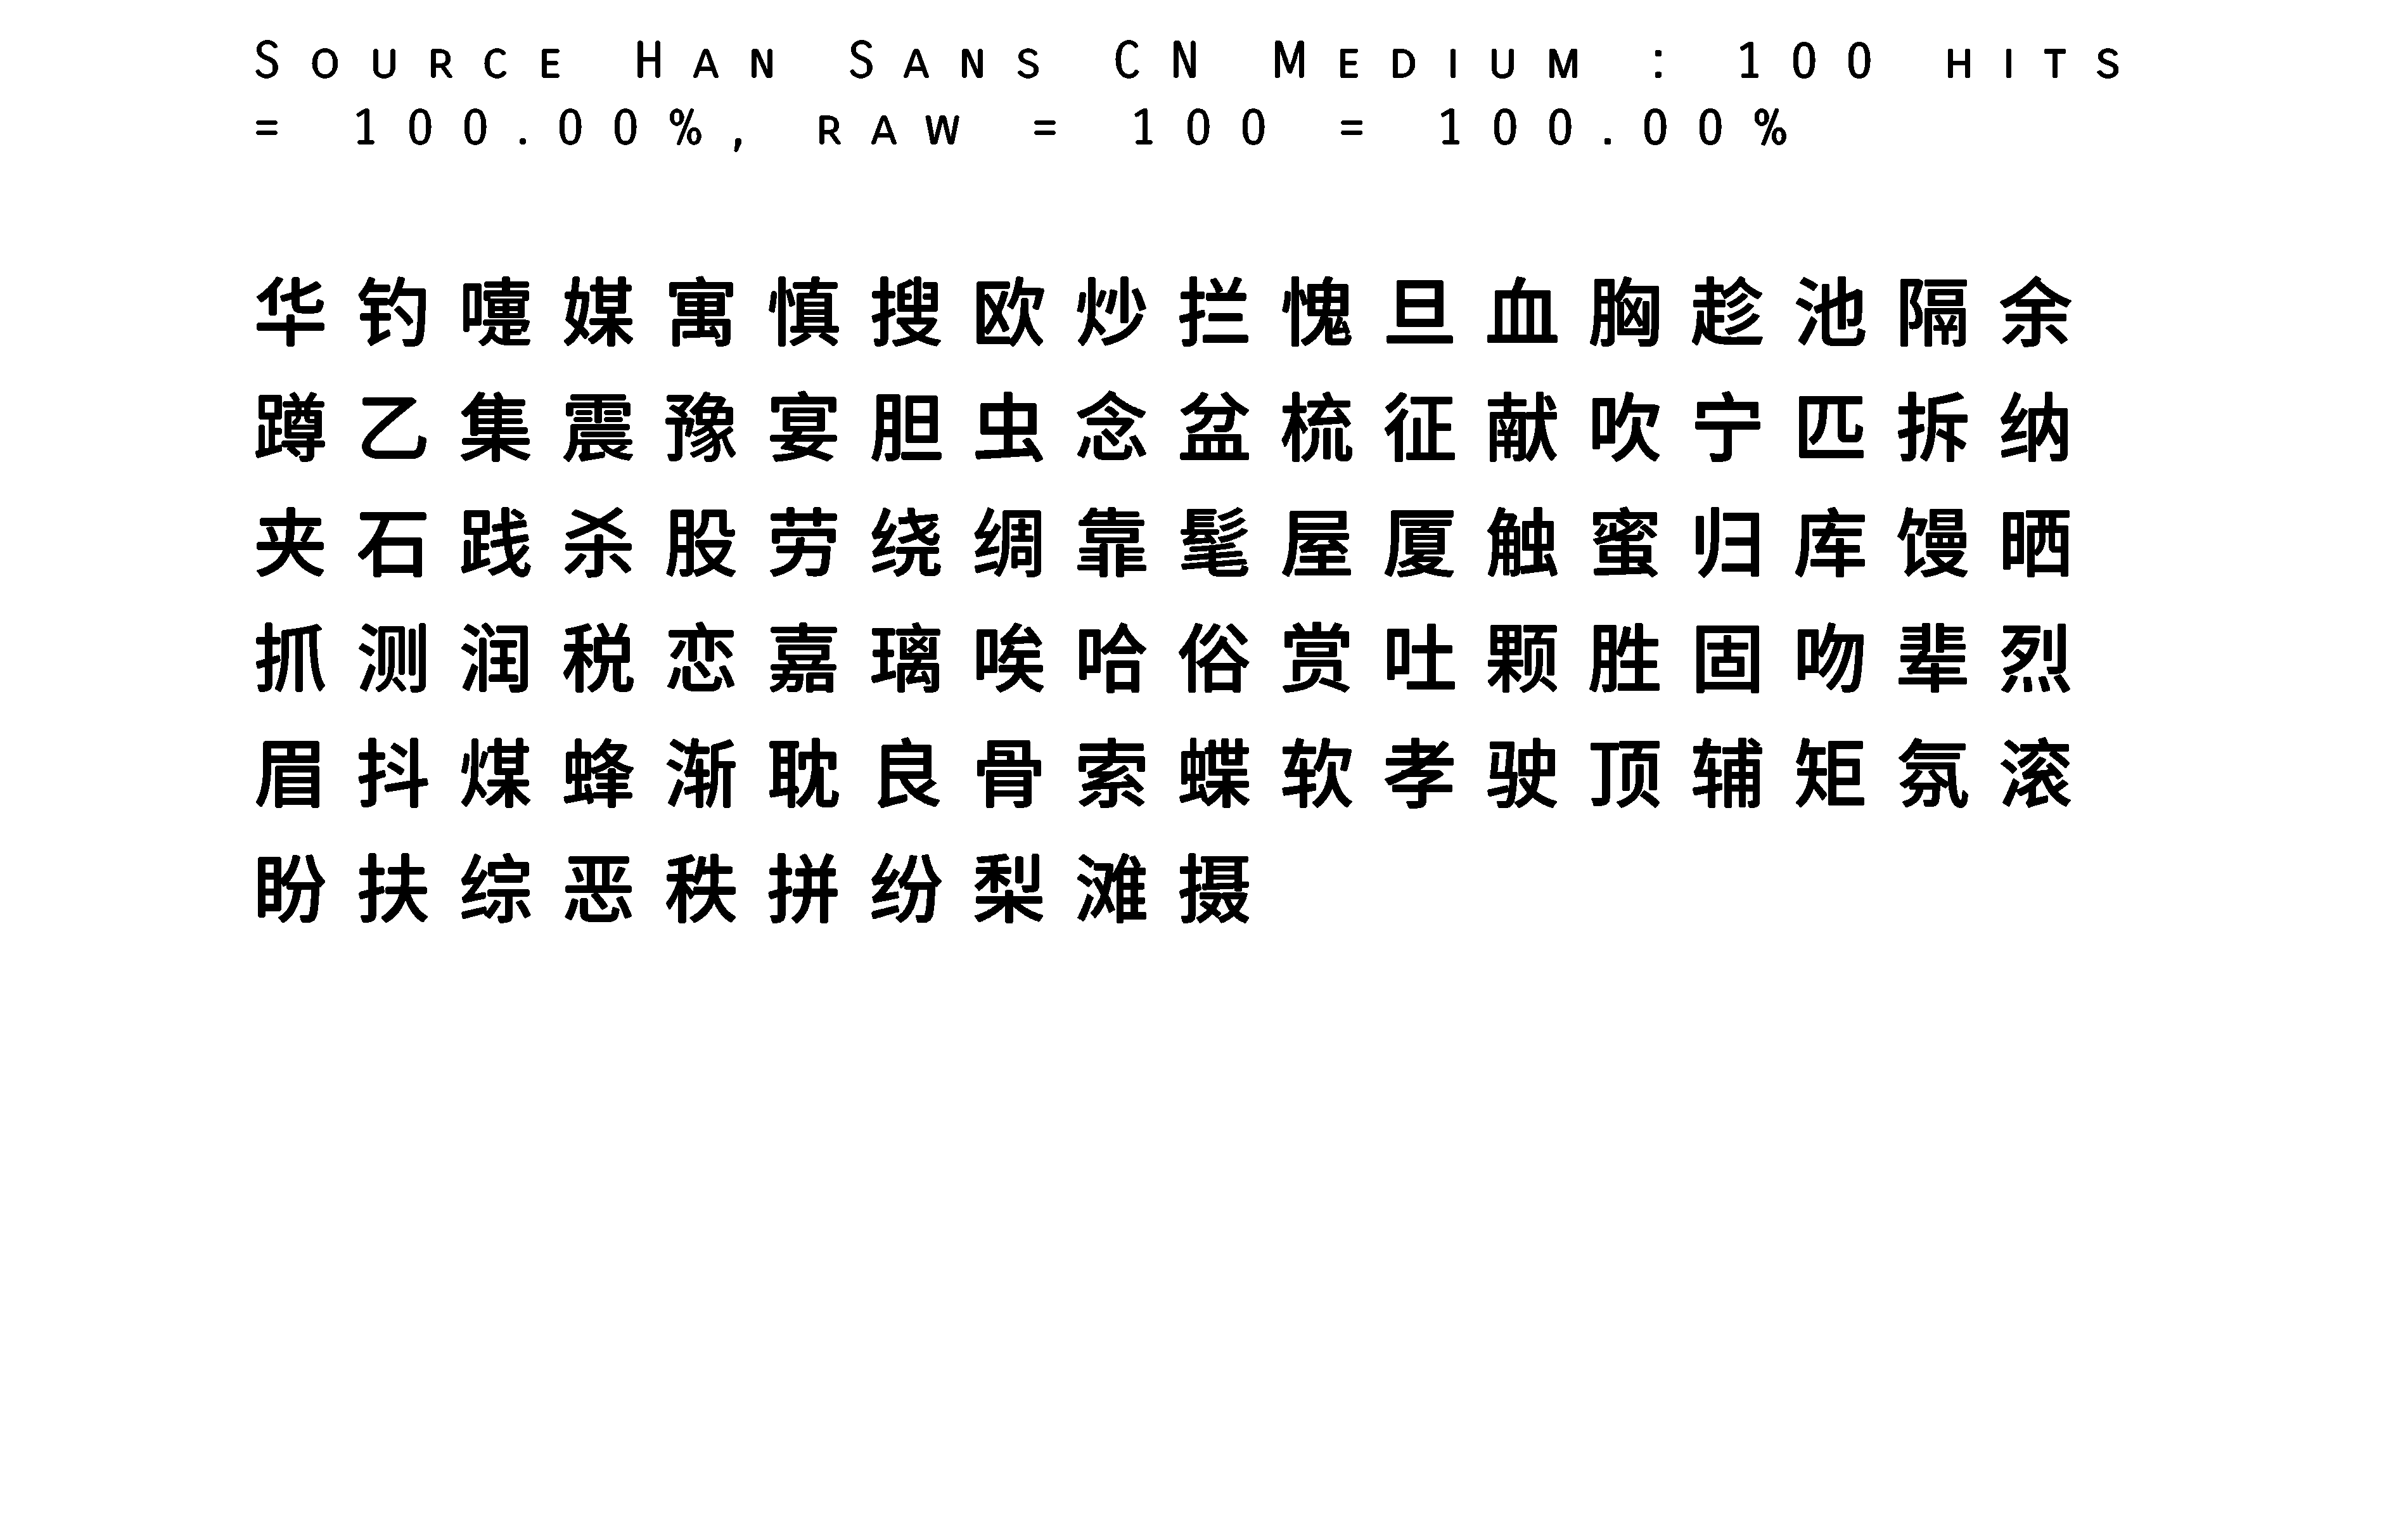 Source Han Sans CN Medium : 100 hits
= 100.00%, raw = 100 = 100.00%
华钓嚏媒寓慎搜欧炒拦愧旦血胸趁池隔余
蹲乙集震豫宴胆虫念盆梳征献吹宁匹拆纳
夹石践杀股劳绕绸靠髦屋厦触蜜归库馒晒
抓测润税恋嘉璃唉哈俗赏吐颗胜固吻辈烈
眉抖煤蜂渐耽良骨索蝶软孝驶顶辅矩氛滚
盼扶综恶秩拼纷梨滩摄